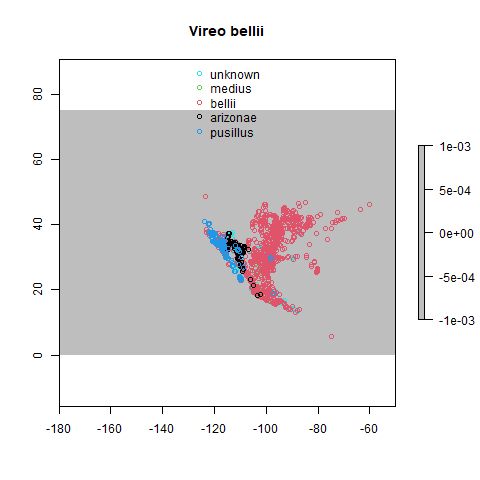 Vireo bellii
unknown
medius
bellii
arizonae
pusillus
80
60
40
20
0
-180
-160
-140
-120
-100
-80
-60
1e-03
5e-04
0e+00
-5e-04
-1e-03